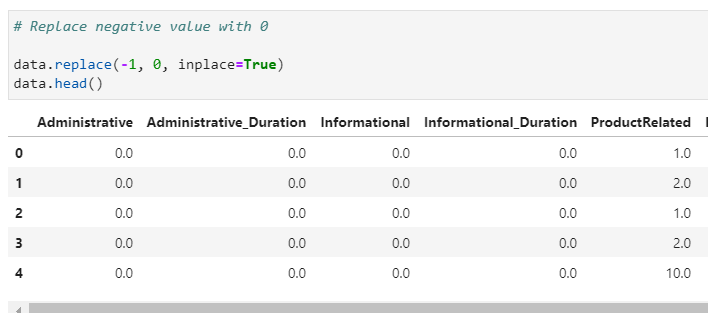 # Replace negative value with 0
data.replace(-1, 0, inplace=True)
data.head()
Administrative Administrative_Duration Informational Informational_Duration ProductRelated
0 0.0 0.0 0.0 0.0 1.0
1 0.0 0.0 0.0 0.0 2.0
2 0.0 0.0 0.0 0.0 1.0
3 0.0 0.0 0.0 0.0 2.0
4 0.0 0.0 0.0 0.0 10.0